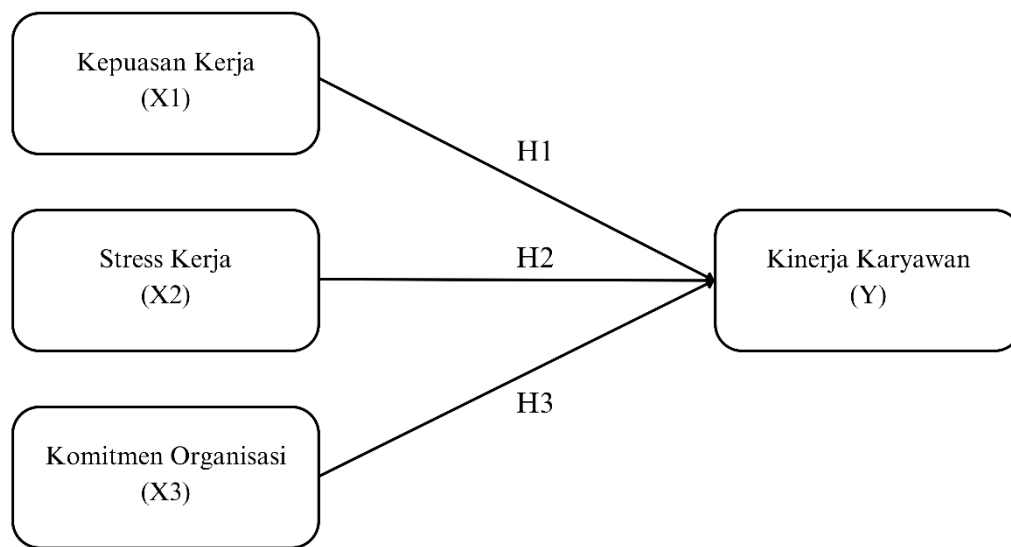 Kepuasan Kerja
(X1)
H1
Stress Kerja
(X2)
H2
Kinerja Karyawan
(Y)
H3
Komitmen Organisasi
(X3)